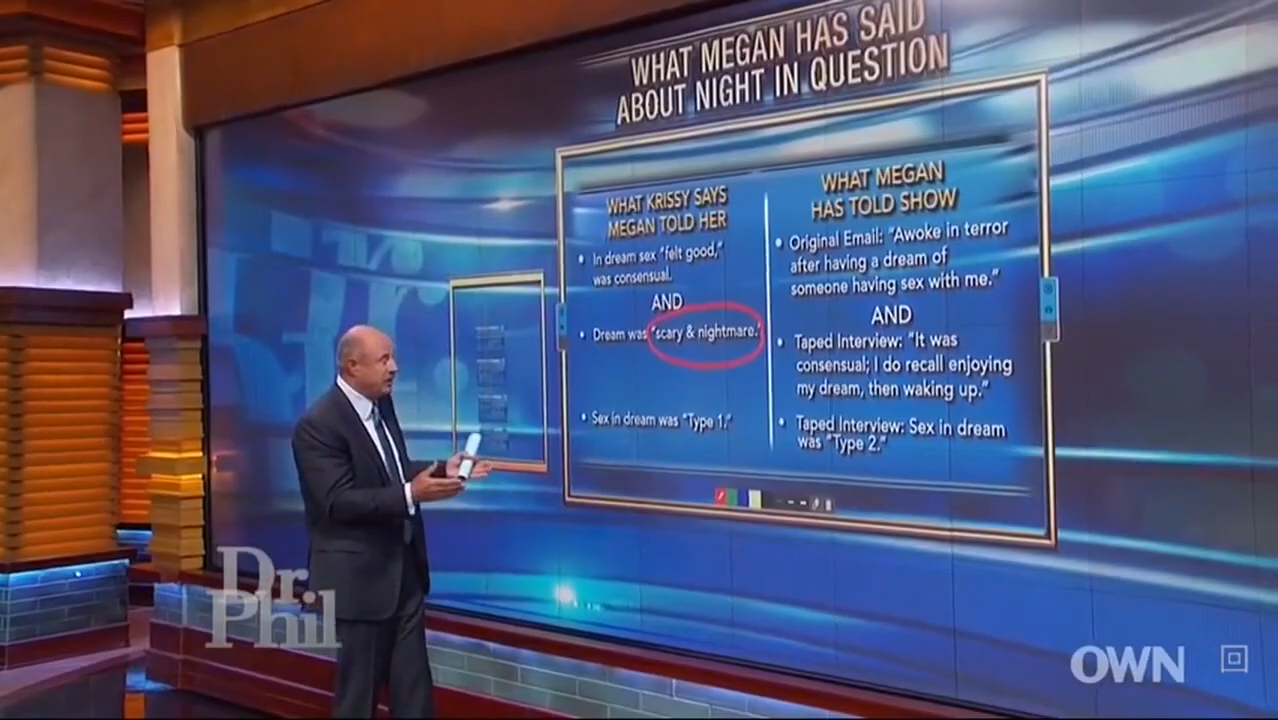 WHAT MEGAN HAS SAID
ABOUT NIGHT IN QUESTION
WHAT KRISSY SAYS
MEGAN TOLD HER
• In dream sex "felt good,"
was consensual.
AND
• Dream was "scary & nightmare."
• Sex in dream was "Type 1."
WHAT MEGAN
HAS TOLD SHOW
• Original Email: "Awoke in terror
after having a dream of
someone having sex with me."
AND
• Taped Interview: "It was
consensual; I do recall enjoying
my dream, then waking up."
• Taped Interview: Sex in dream
was "Type 2."
Dr.
Phil
OWN